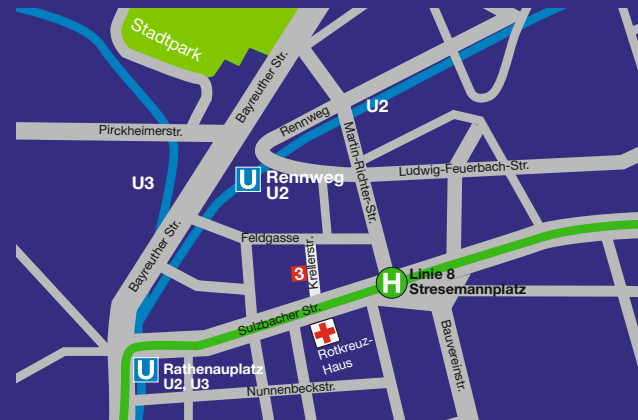 Stadtpark
Bayreuther Str.
Rennweg
U2
Pirckheimerstr.
Martin-Richter-Str.
Ludwig-Feuerbach-Str.
U3
U
Rennweg
U2
Bayreuther Str.
Feldgasse
Krellerstr.
3
H
Linie 8
Stresemannplatz
Sulzbacher Str.
Bauvereinstr.
Rotkreuz-
Haus
U
Rathenauplatz
U2, U3
Nunnenbeckstr.